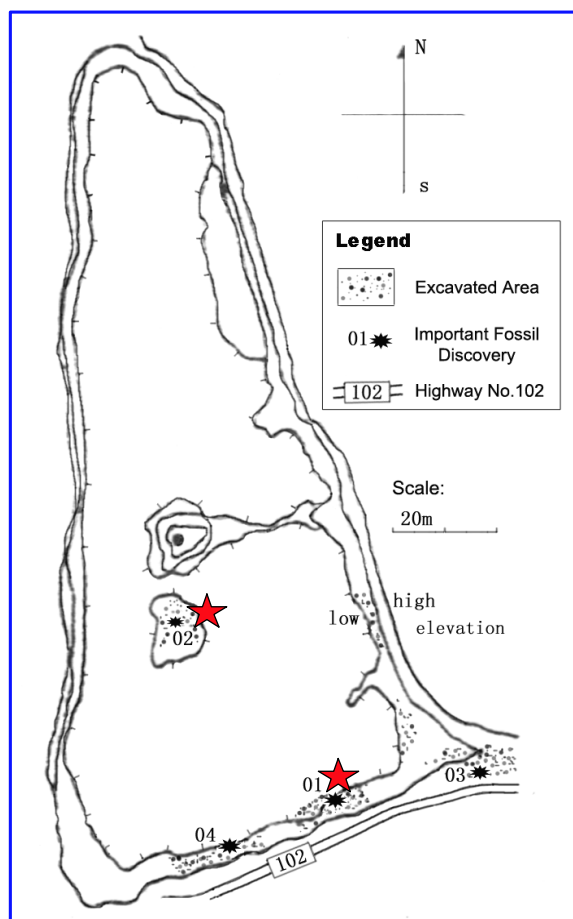 N
s
Legend
Excavated Area
01 Important Fossil
Discovery
102 Highway No.102
Scale:
20m
high
low
elevation
02
01
03
04
102